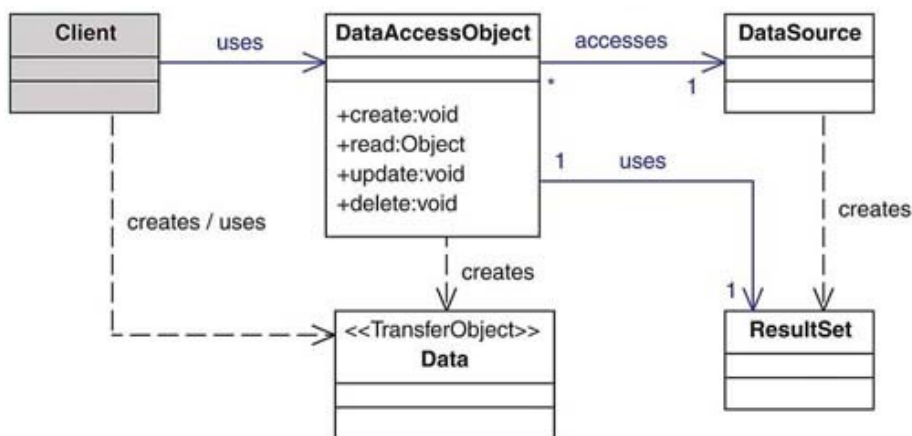 Client
uses
DataAccessObject
accesses
DataSource
*
1
+create:void
+read:Object
+update:void
+delete:void
1
uses
creates / uses
creates
creates
1
<<TransferObject>>
Data
ResultSet